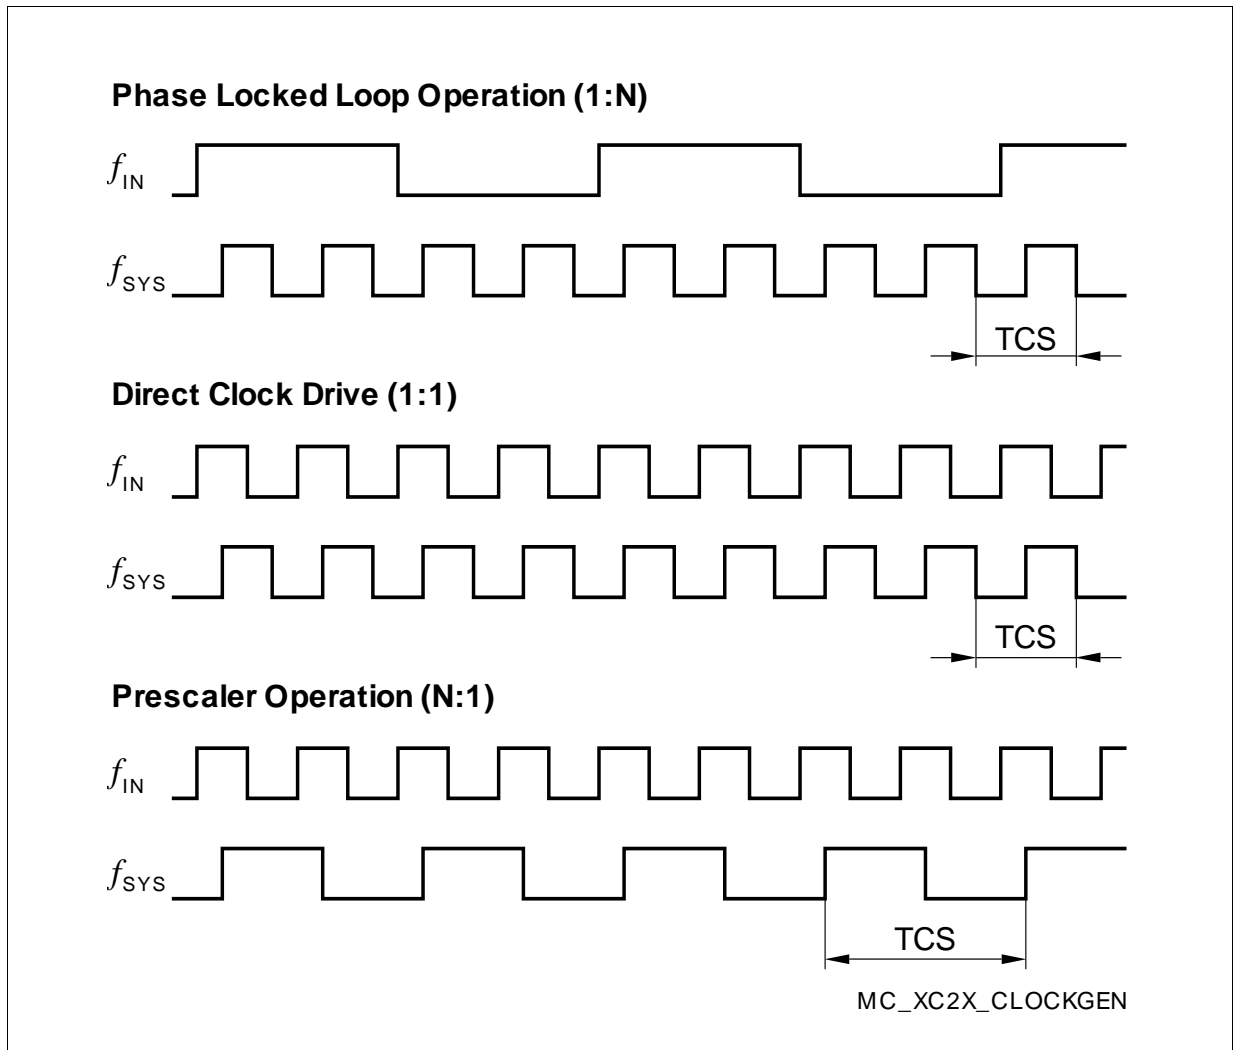 Phase Locked Loop Operation (1:N)
fIN
fSYS
TCS
Direct Clock Drive (1:1)
fIN
fSYS
TCS
Prescaler Operation (N:1)
fIN
fSYS
TCS
MC_XC2X_CLOCKGEN